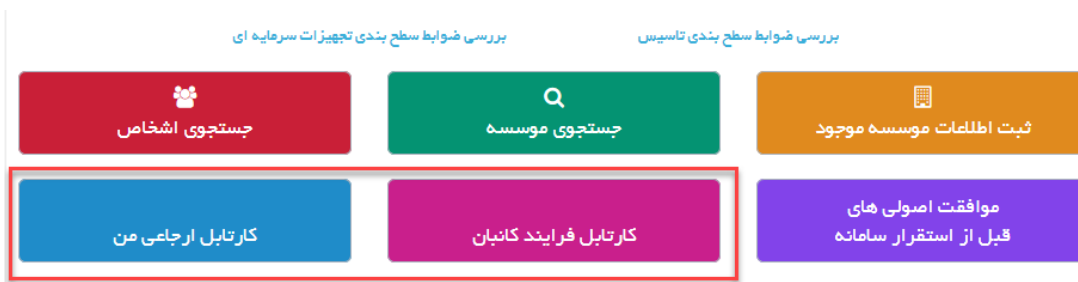 بررسی ضوابط سطح بندی تاسیس
بررسی ضوابط سطح بندی تجهیزات سرمایه ای
ثبت اطلاعات موسسه موجود
جستجوی موسسه
جستجوی اشخاص
موافقت اصولی های
قبل از استقرار سامانه
کارتابل فرایند کانبان
کارتابل ارجاعی من